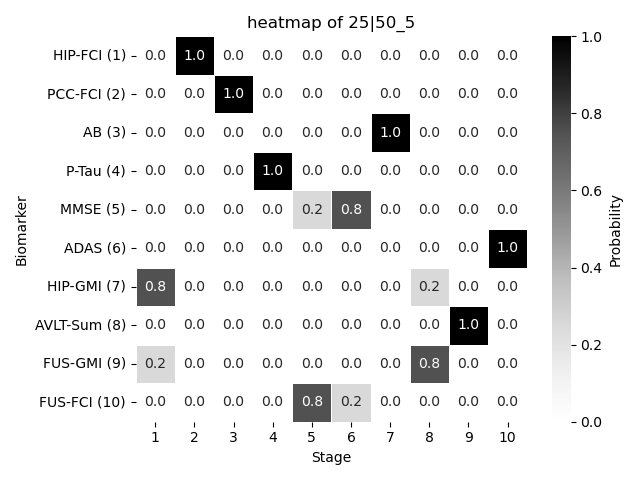 heatmap of 25|50_5
HIP-FCI (1) 0.0 1.0 0.0 0.0 0.0 0.0 0.0 0.0 0.0 0.0
PCC-FCI (2) 0.0 0.0 1.0 0.0 0.0 0.0 0.0 0.0 0.0 0.0
AB (3) 0.0 0.0 0.0 0.0 0.0 0.0 1.0 0.0 0.0 0.0
P-Tau (4) 0.0 0.0 0.0 1.0 0.0 0.0 0.0 0.0 0.0 0.0
MMSE (5) 0.0 0.0 0.0 0.0 0.2 0.8 0.0 0.0 0.0 0.0
ADAS (6) 0.0 0.0 0.0 0.0 0.0 0.0 0.0 0.0 0.0 1.0
HIP-GMI (7) 0.8 0.0 0.0 0.0 0.0 0.0 0.0 0.2 0.0 0.0
AVLT-Sum (8) 0.0 0.0 0.0 0.0 0.0 0.0 0.0 0.0 1.0 0.0
FUS-GMI (9) 0.2 0.0 0.0 0.0 0.0 0.0 0.0 0.8 0.0 0.0
FUS-FCI (10) 0.0 0.0 0.0 0.0 0.8 0.2 0.0 0.0 0.0 0.0
1 2 3 4 5 6 7 8 9 10
Stage
Biomarker
1.0
0.8
0.6
0.4
0.2
0.0
Probability